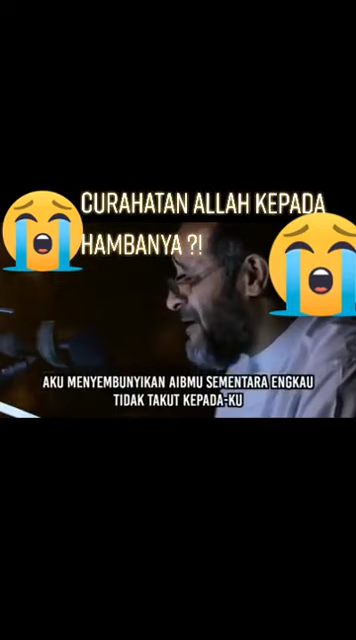 CURAHATAN ALLAH KEPADA
HAMBANYA ?!
AKU MENYEMBUNYIKAN AIBMU SEMENTARA ENGKAU
TIDAK TAKUT KEPADA-KU